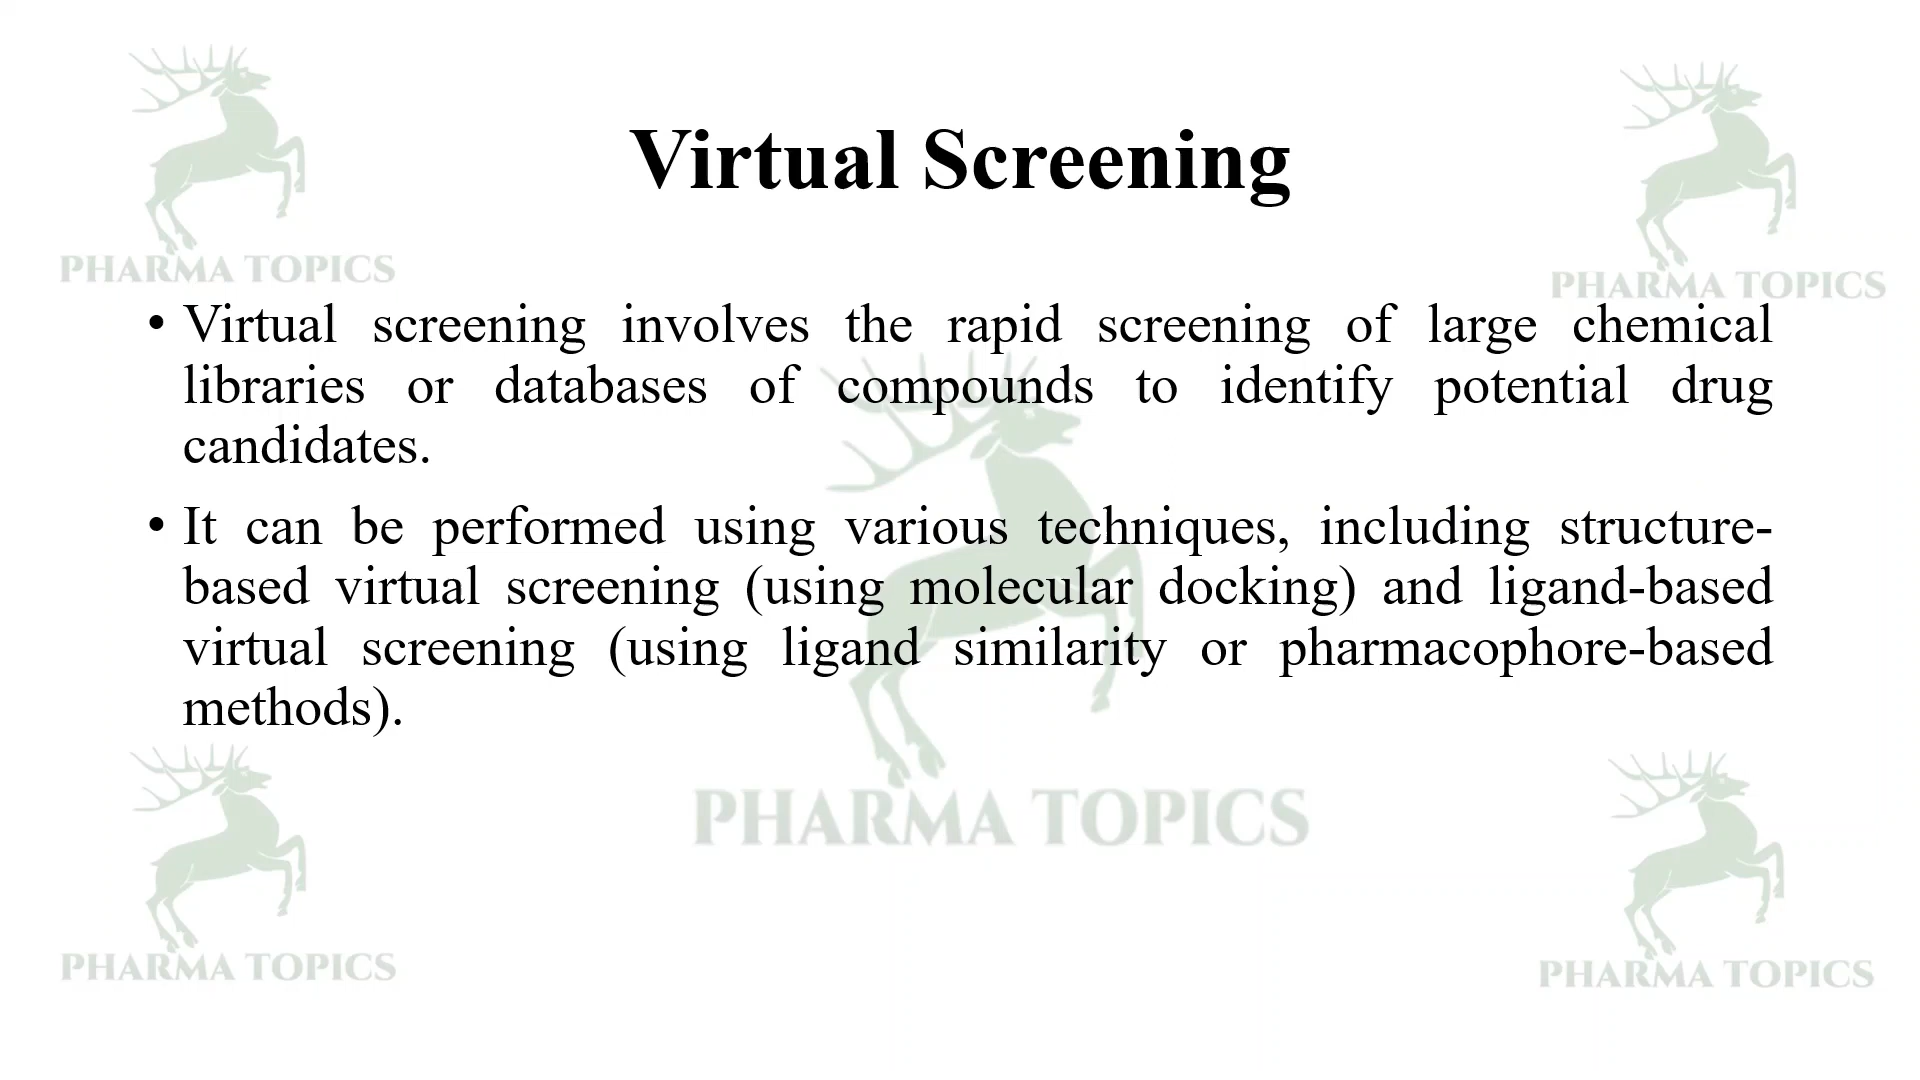 Virtual Screening
PHARMA TOPICS
PHARMA TOPICS
• Virtual screening involves the rapid screening of large chemical
libraries or databases of compounds to identify potential drug
candidates.
• It can be performed using various techniques, including structure-
based virtual screening (using molecular docking) and ligand-based
virtual screening (using ligand similarity or pharmacophore-based
methods).
PHARMA TOPICS
PHARMA TOPICS
PHARMA TOPICS